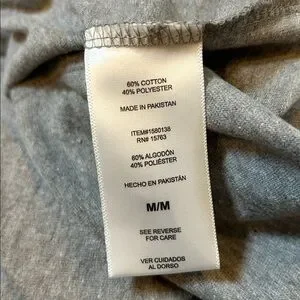 60% COTTON
40% POLYESTER
MADE IN PAKISTAN
ITEM#1580138
RN# 15763
60% ALGODÓN
40% POLIÉSTER
HECHO EN PAKISTÁN
M/M
SEE REVERSE
FOR CARE
VER CUIDADOS
AL DORSO